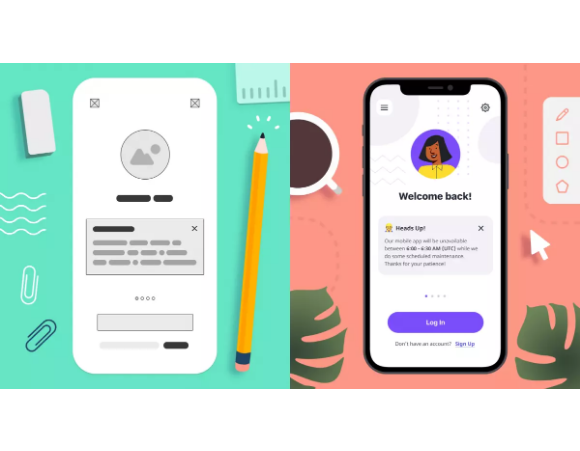 Welcome back!
Heads Up!
Our mobile app will be unavailable
between 6:00 - 6:30 AM (UTC) while we
do some scheduled maintenance.
Thanks for your patience!
Log In
Don't have an account? Sign Up